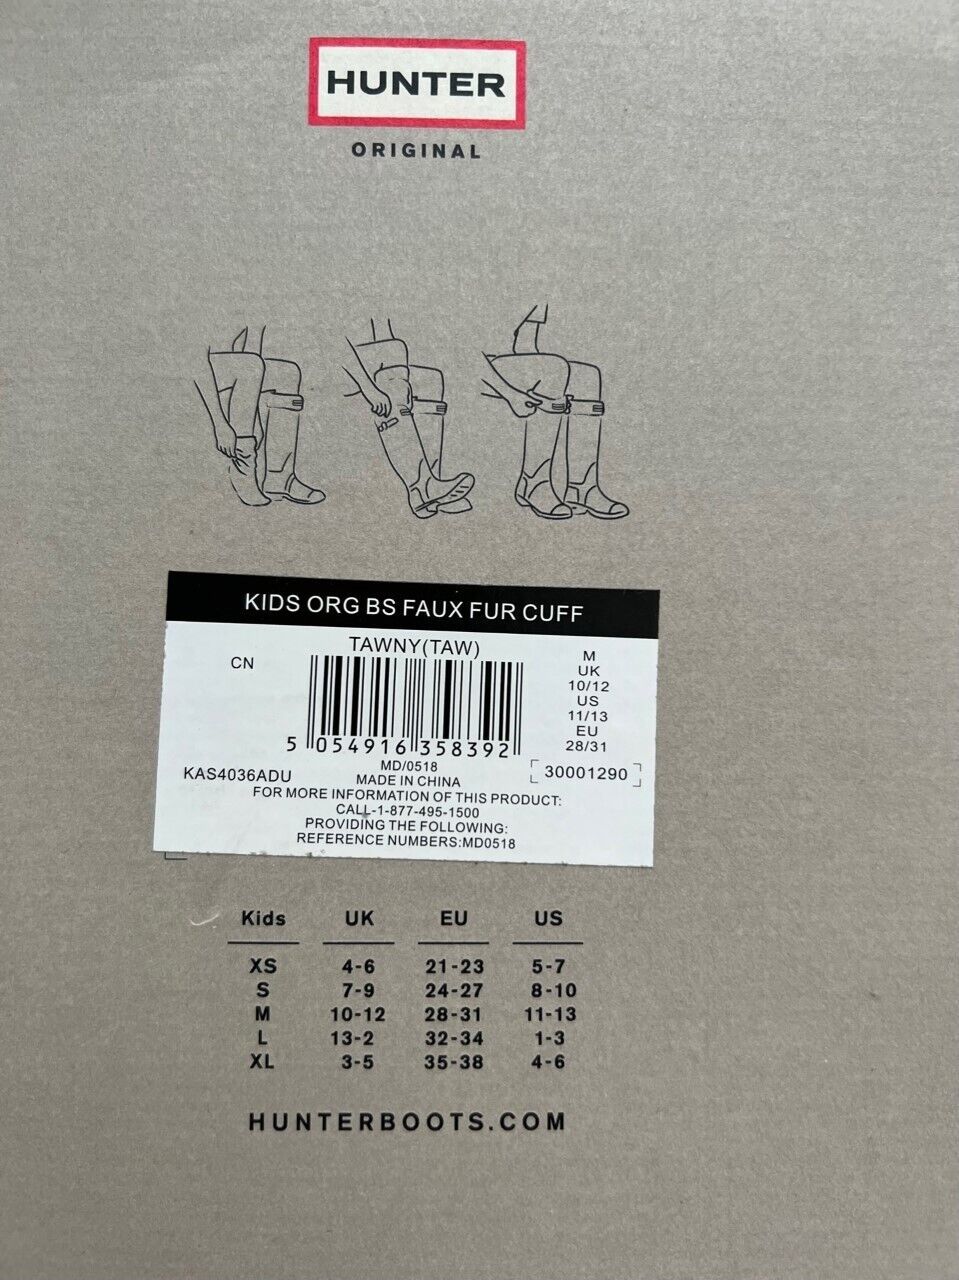 HUNTER
ORIGINAL
KIDS ORG BS FAUX FUR CUFF
TAWNY(TAW)
CN
M
UK
10/12
US
11/13
EU
28/31
5 054916 358392
MD/0518
KAS4036ADU
MADE IN CHINA
30001290
FOR MORE INFORMATION OF THIS PRODUCT:
CALL-1-877-495-1500
PROVIDING THE FOLLOWING:
REFERENCE NUMBERS:MD0518
Kids UK EU US
XS 4-6 21-23 5-7
S 7-9 24-27 8-10
M 10-12 28-31 11-13
L 13-2 32-34 1-3
XL 3-5 35-38 4-6
HUNTERBOOTS.COM